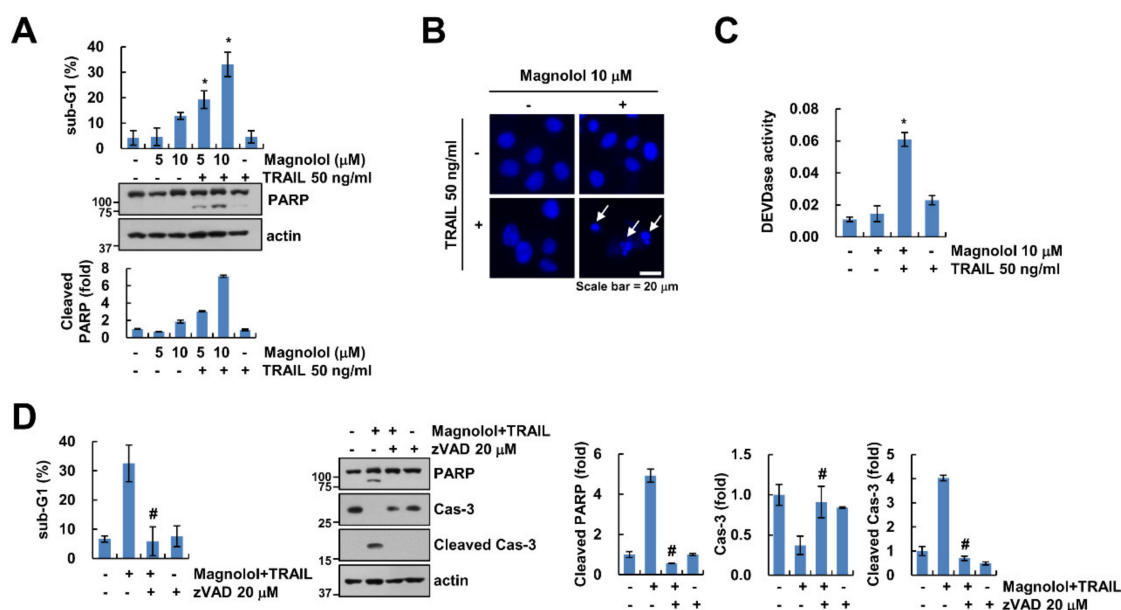 A
sub-G1 (%)
40
30
20
10
0
- 5 10 5 10 - Magnolol (μM)
- - - + + + TRAIL 50 ng/ml
* *
100
75
PARP
37
actin
Cleaved
PARP (fold)
8
6
4
2
0
- 5 10 5 10 - Magnolol (μM)
- - - + + + TRAIL 50 ng/ml
B
Magnolol 10 μM
- +
TRAIL 50 ng/ml
-
+
Scale bar = 20 μm
C
DEVDase activity
0.08
0.06
0.04
0.02
0.00
*
- + + - Magnolol 10 μM
- - + + TRAIL 50 ng/ml
D
sub-G1 (%)
40
30
20
10
0
#
- + + - Magnolol+TRAIL
- - + + zVAD 20 μM
- + + - Magnolol+TRAIL
- - + + zVAD 20 μM
100
75
PARP
37
25
Cas-3
15
Cleaved Cas-3
37
actin
Cleaved PARP (fold)
6
4
2
0
#
- + + -
- - + +
Cas-3 (fold)
1.5
1.0
0.5
0.0
#
- + + -
- - + +
Cleaved Cas-3 (fold)
6
4
2
0
#
- + + - Magnolol+TRAIL
- - + + zVAD 20 μM